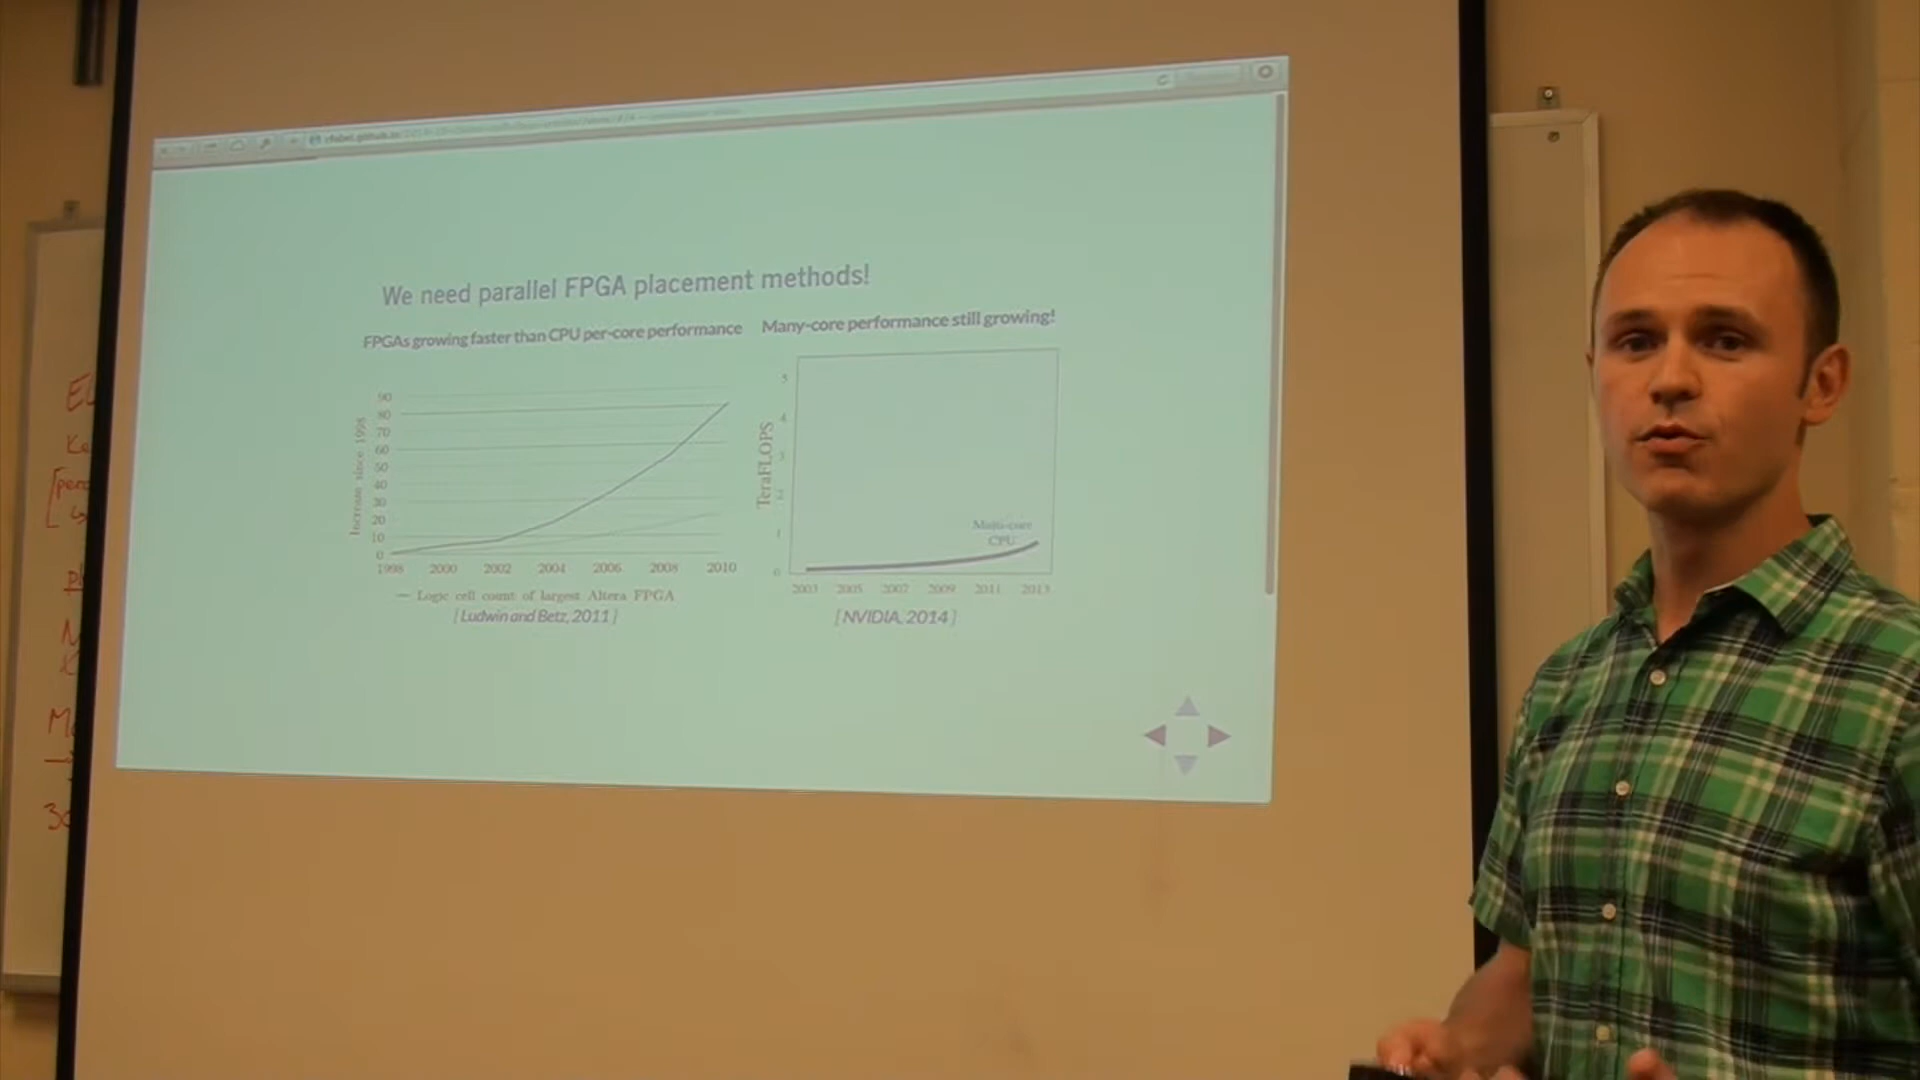 We need parallel FPGA placement methods!
FPGAs growing faster than CPU per-core performance
Many-core performance still growing!
Increase since 1998
90
80
70
60
50
40
30
20
10
0
1998 2000 2002 2004 2006 2008 2010
Logic cell count of largest Altera FPGA
[ Ludwin and Betz, 2011 ]
TeraFLOPS
5
4
3
2
1
0
CPU
2003 2005 2007 2009 2011 2013
[ NVIDIA, 2014 ]